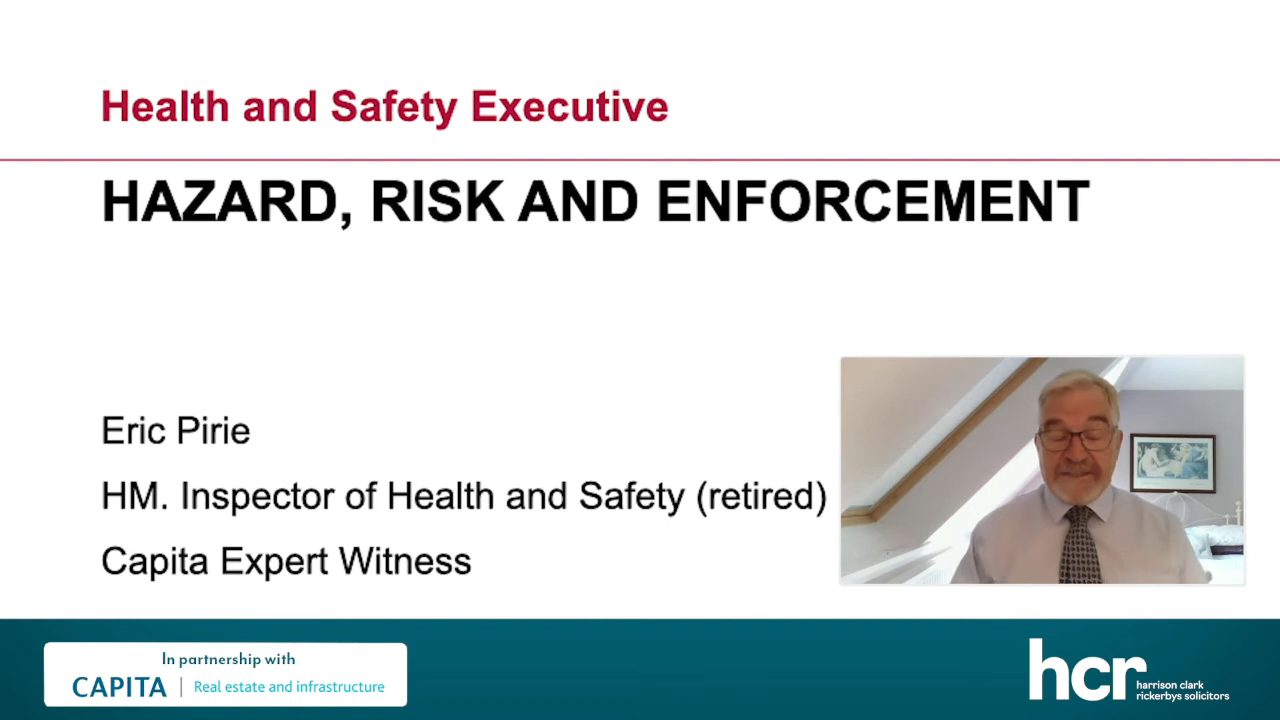 Health and Safety Executive
HAZARD, RISK AND ENFORCEMENT
Eric Pirie
HM. Inspector of Health and Safety (retired)
Capita Expert Witness
In partnership with
CAPITA | Real estate and infrastructure
hcr
harrison clark
rickerbys solicitors